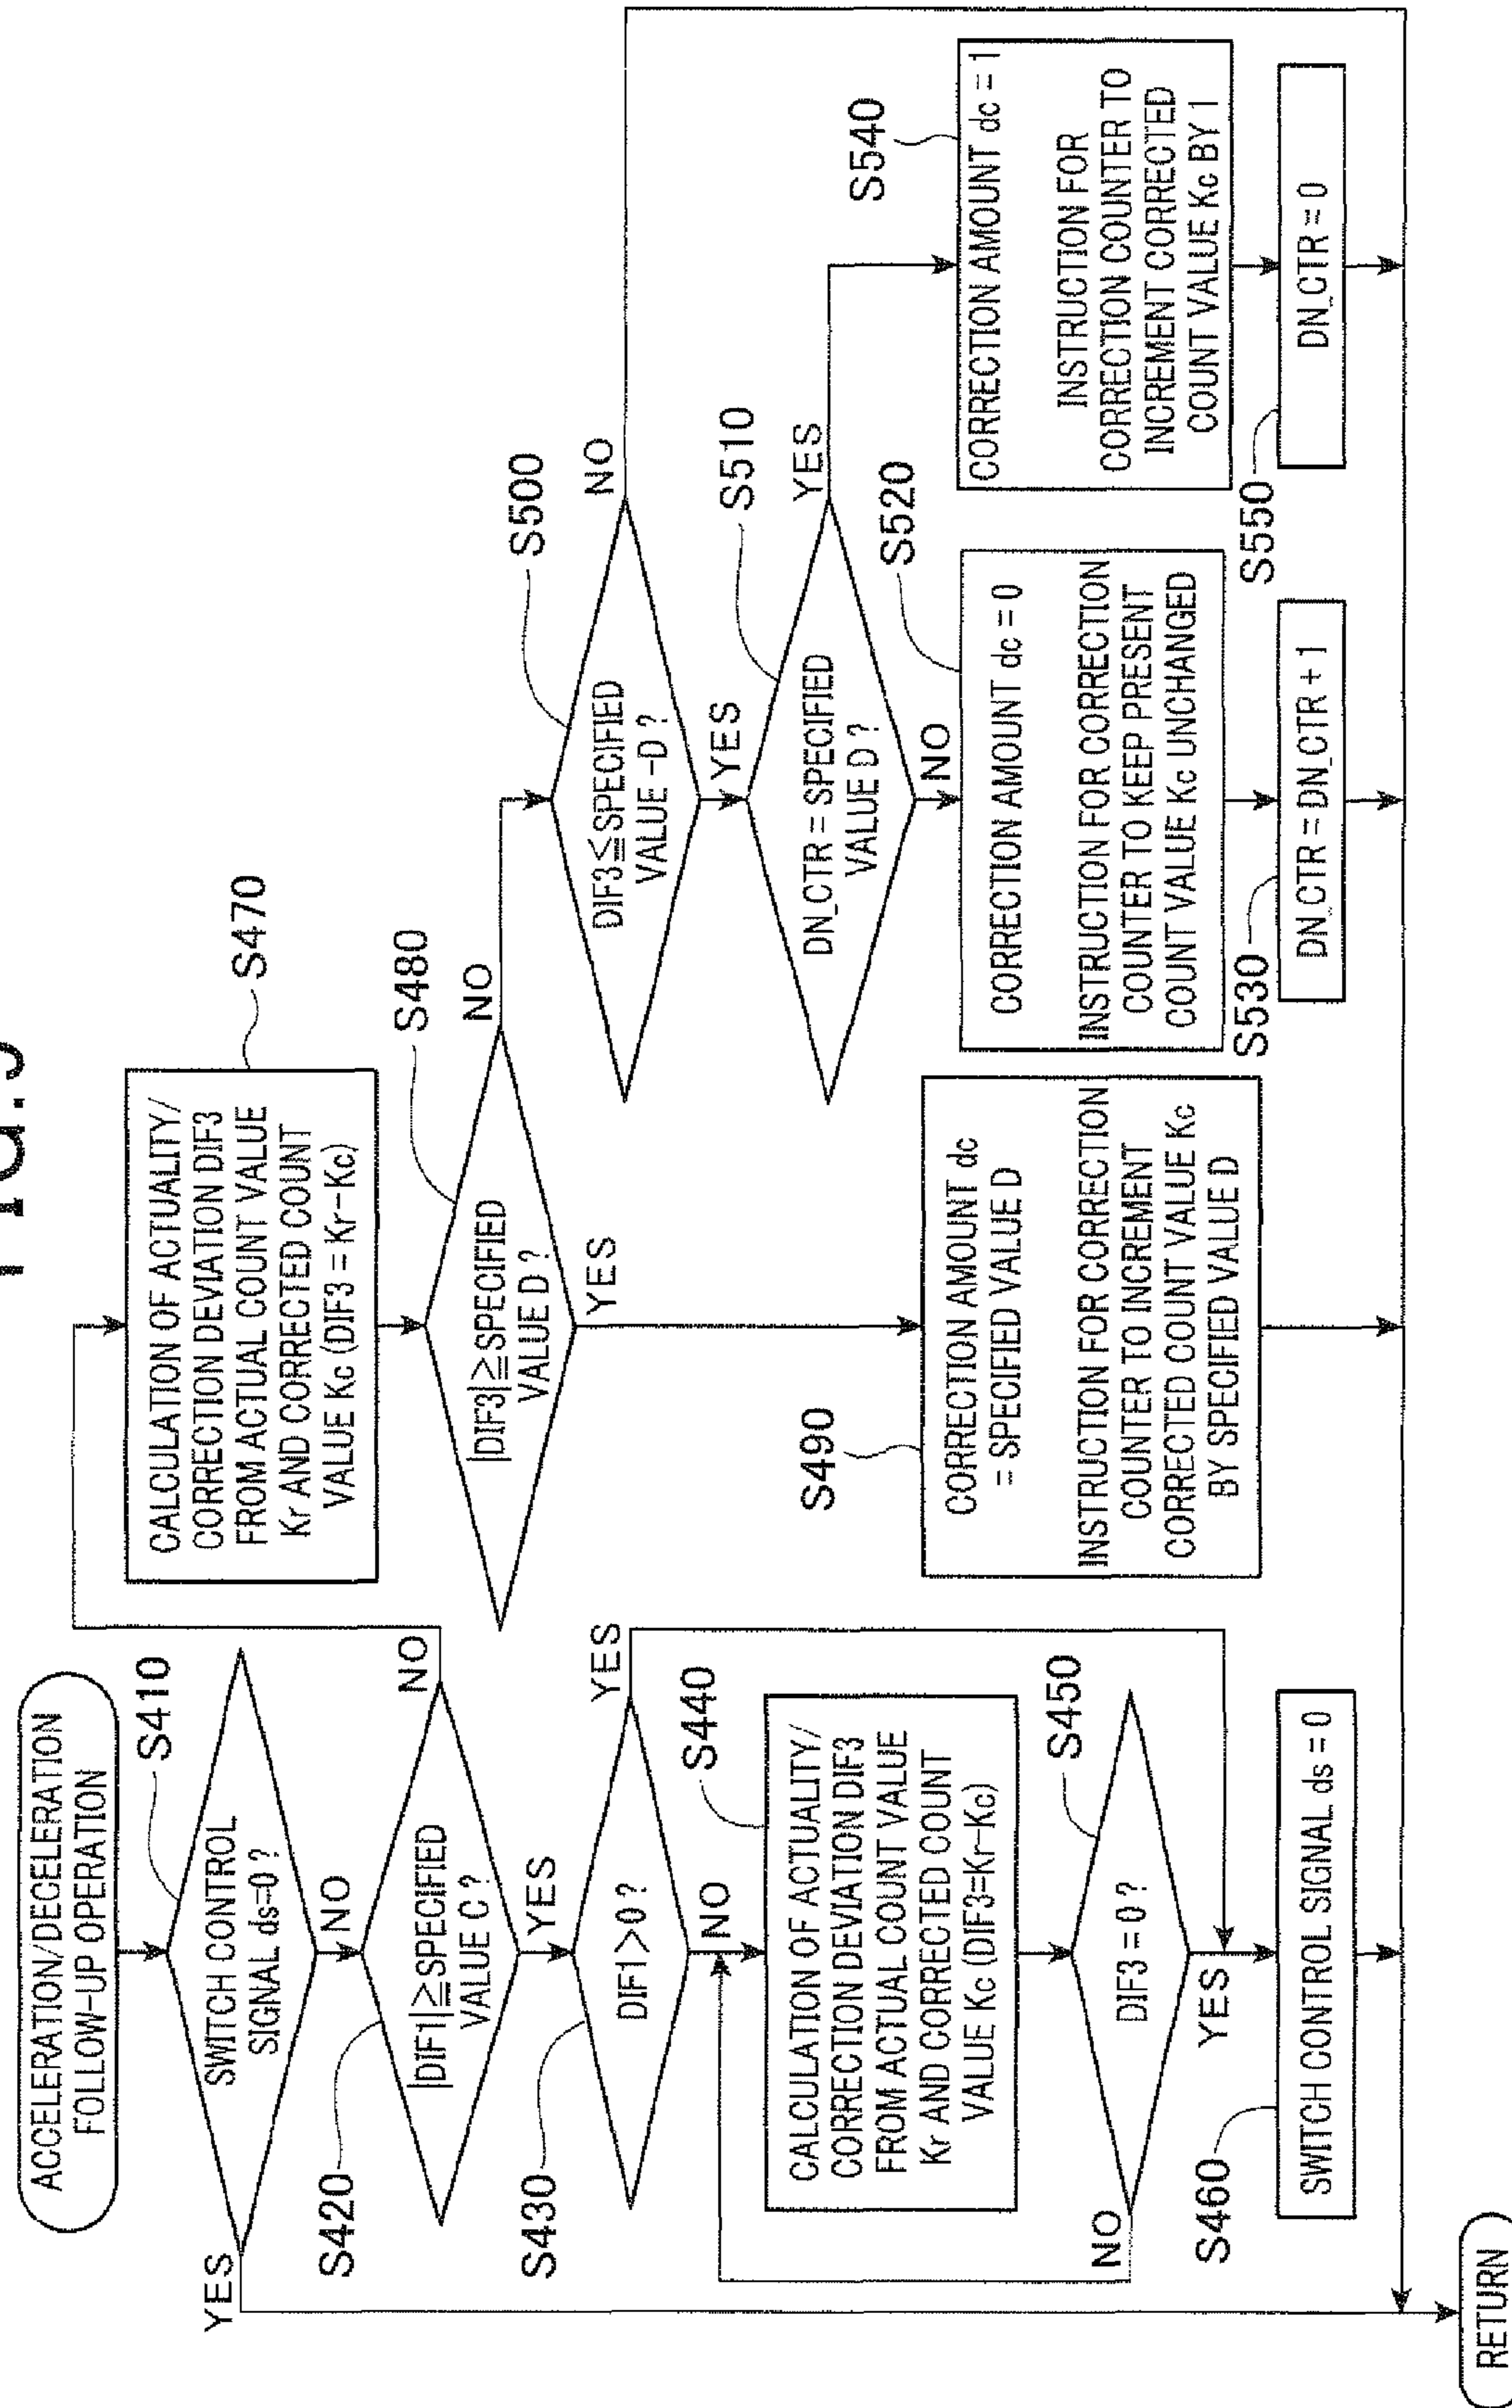 FIG.9
ACCELERATION/DECELERATION
FOLLOW-UP OPERATION
S410
SWITCH CONTROL
SIGNAL ds=0 ?
YES
NO
S420
|DIF1|≧SPECIFIED
VALUE C ?
NO
YES
S430
DIF1>0 ?
YES
NO
S440
CALCULATION OF ACTUALITY/
CORRECTION DEVIATION DIF3
FROM ACTUAL COUNT VALUE
Kr AND CORRECTED COUNT
VALUE Kc (DIF3=Kr-Kc)
S450
DIF3 = 0 ?
NO
YES
S460
SWITCH CONTROL SIGNAL ds = 0
RETURN
S470
CALCULATION OF ACTUALITY/
CORRECTION DEVIATION DIF3
FROM ACTUAL COUNT VALUE
Kr AND CORRECTED COUNT
VALUE Kc (DIF3 = Kr-Kc)
S480
|DIF3|≧SPECIFIED
VALUE D ?
NO
YES
S490
CORRECTION AMOUNT dc
= SPECIFIED VALUE D
INSTRUCTION FOR CORRECTION
COUNTER TO INCREMENT
CORRECTED COUNT VALUE Kc
BY SPECIFIED VALUE D
S500
DIF3≦SPECIFIED
VALUE -D ?
NO
YES
S510
DN_CTR = SPECIFIED
VALUE D ?
YES
NO
S520
CORRECTION AMOUNT dc = 0
INSTRUCTION FOR CORRECTION
COUNTER TO KEEP PRESENT
COUNT VALUE Kc UNCHANGED
S530
DN_CTR = DN_CTR + 1
S540
CORRECTION AMOUNT dc = 1
INSTRUCTION FOR
CORRECTION COUNTER TO
INCREMENT CORRECTED
COUNT VALUE Kc BY 1
S550
DN_CTR = 0